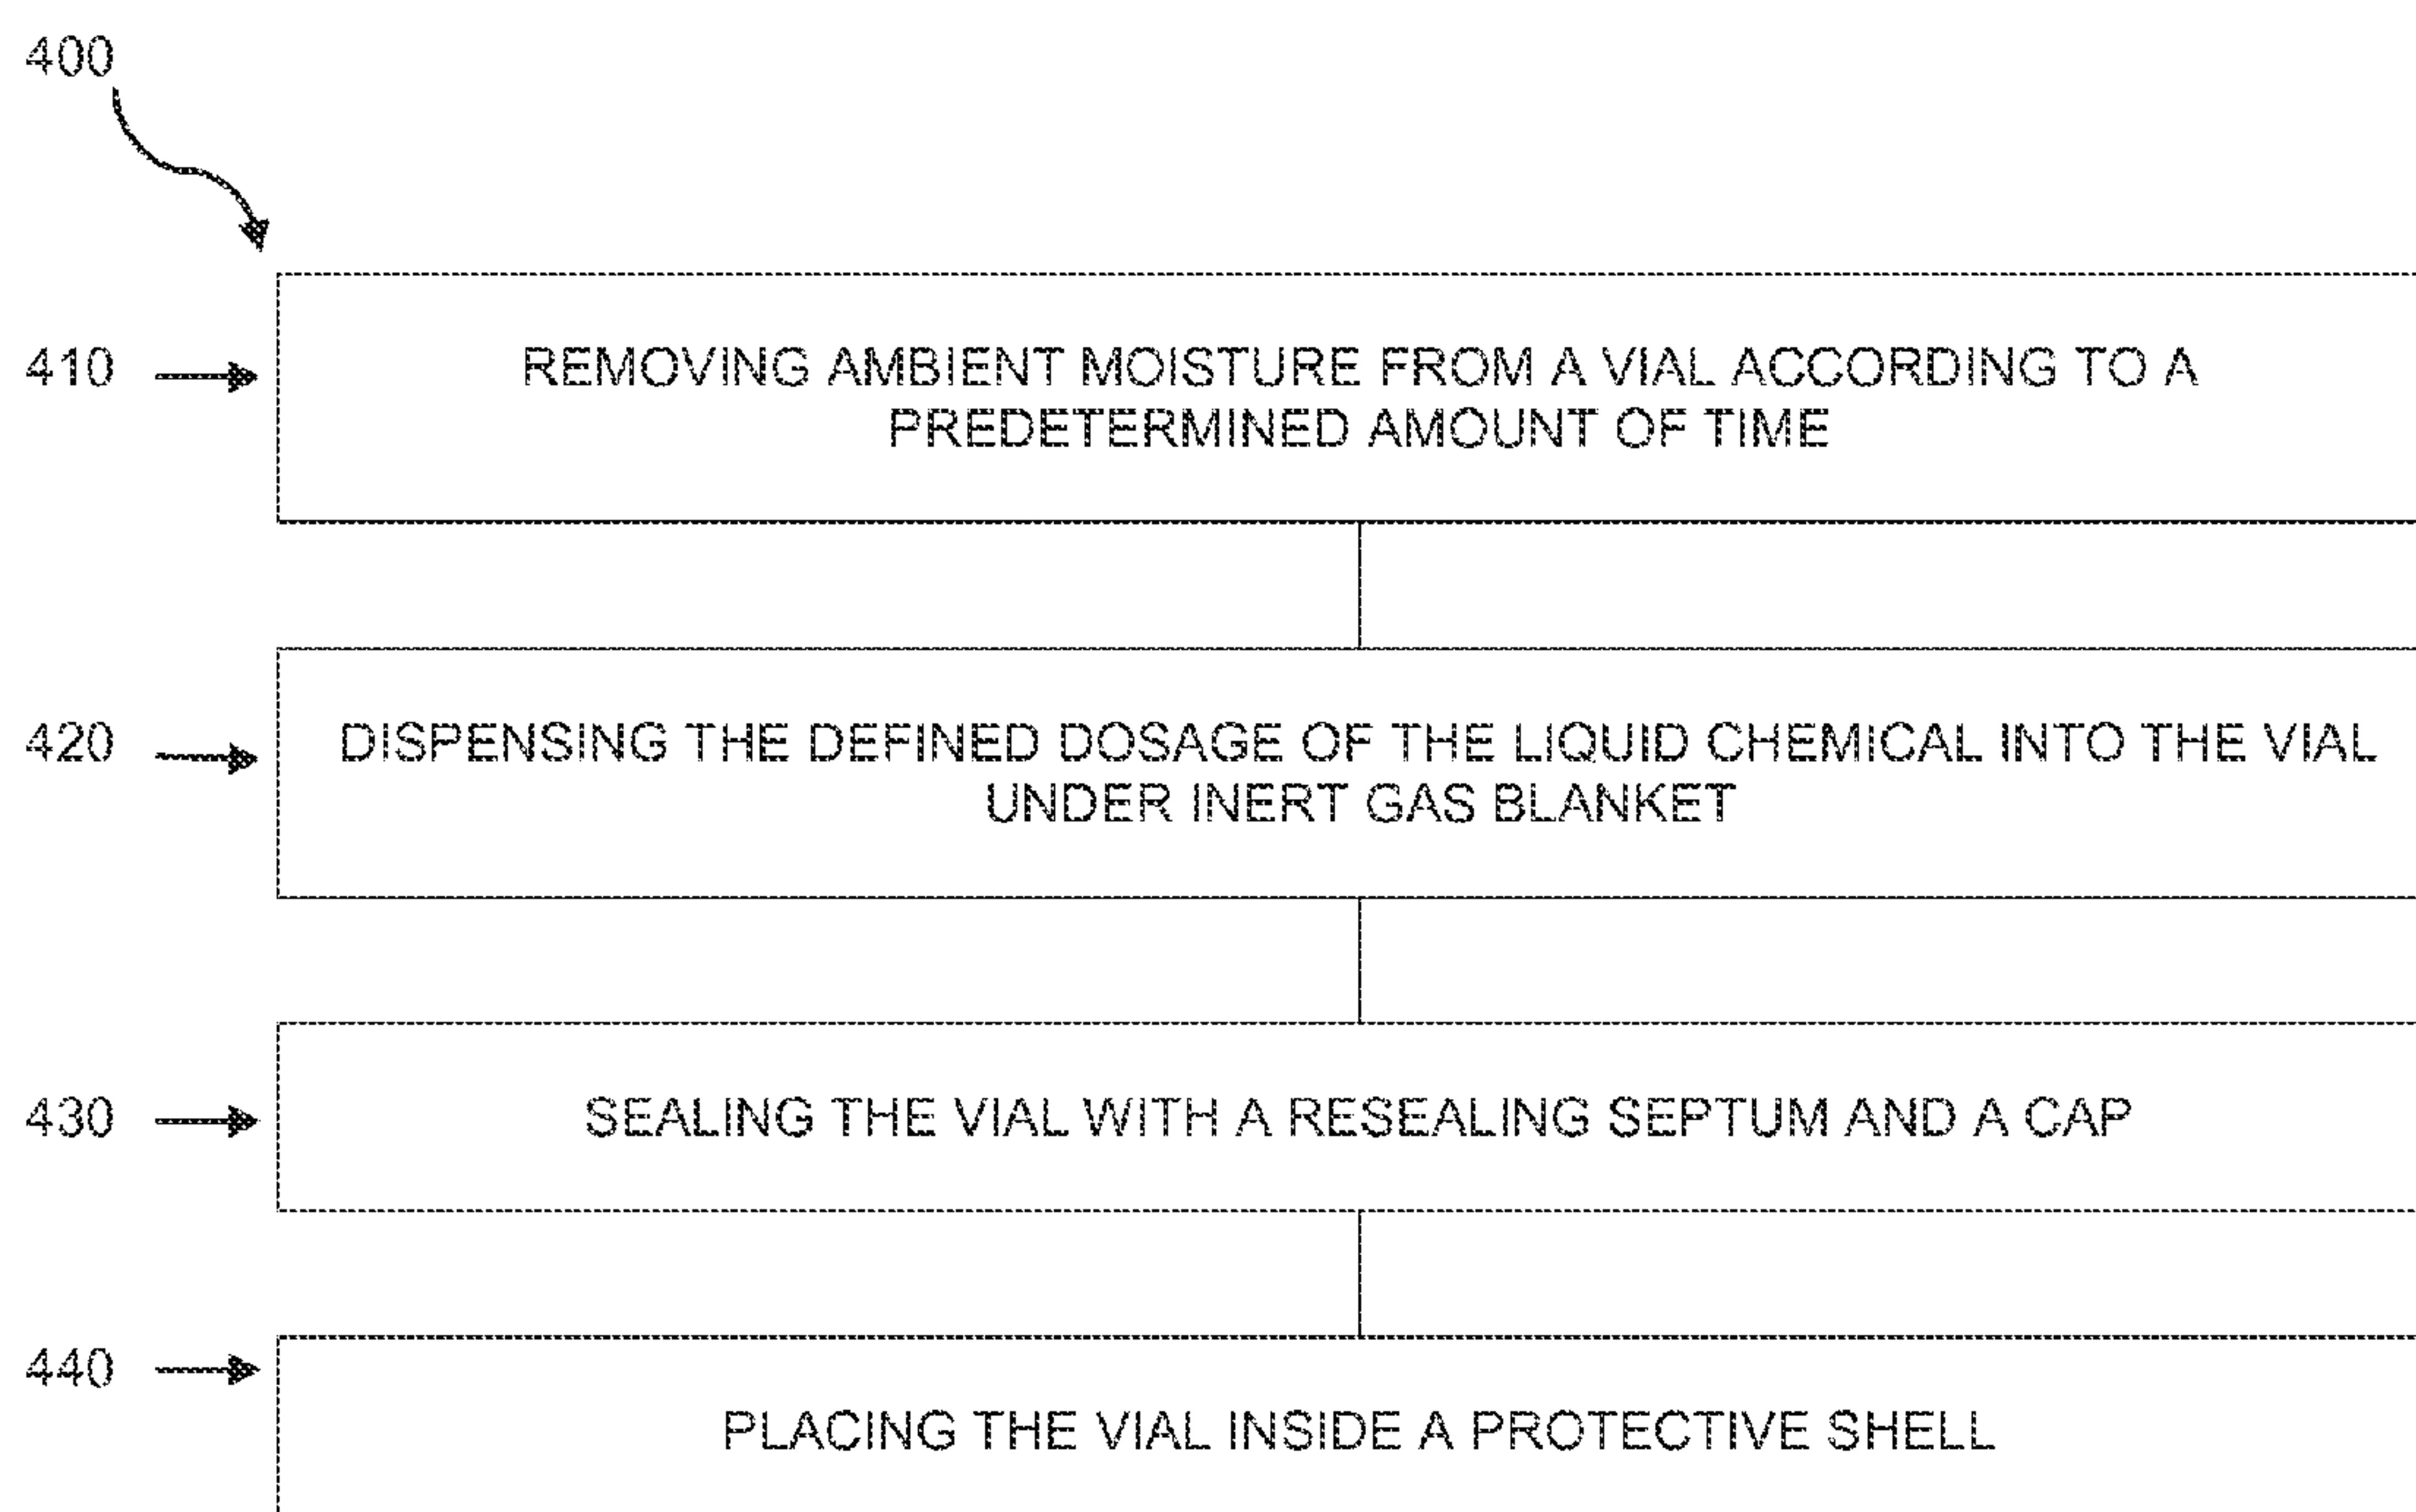 400
410
REMOVING AMBIENT MOISTURE FROM A VIAL ACCORDING TO A
PREDETERMINED AMOUNT OF TIME
420
DISPENSING THE DEFINED DOSAGE OF THE LIQUID CHEMICAL INTO THE VIAL
UNDER INERT GAS BLANKET
430
SEALING THE VIAL WITH A RESEALING SEPTUM AND A CAP
440
PLACING THE VIAL INSIDE A PROTECTIVE SHELL